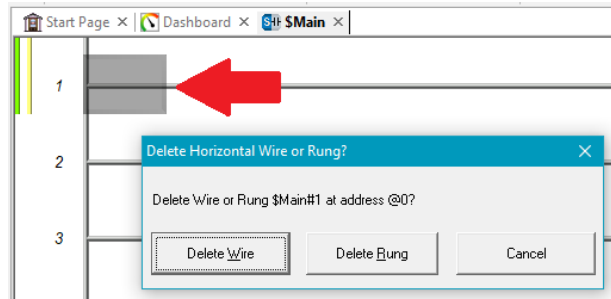 Start Page × Dashboard × $Main ×
1
2
Delete Horizontal Wire or Rung? ×
Delete Wire or Rung $Main#1 at address @0?
3
Delete Wire Delete Rung Cancel